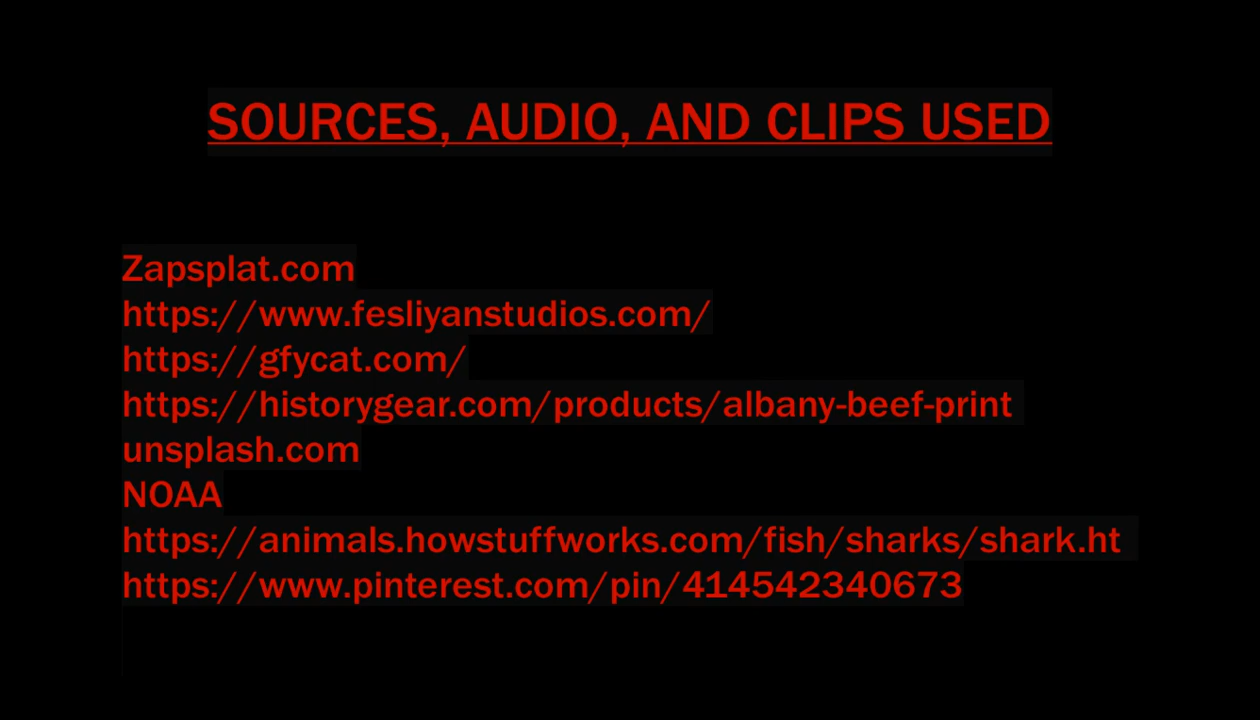 SOURCES, AUDIO, AND CLIPS USED
Zapsplat.com
https://www.fesliyanstudios.com/
https://gfycat.com/
https://historygear.com/products/albany-beef-print
unsplash.com
NOAA
https://animals.howstuffworks.com/fish/sharks/shark.ht
https://www.pinterest.com/pin/414542340673